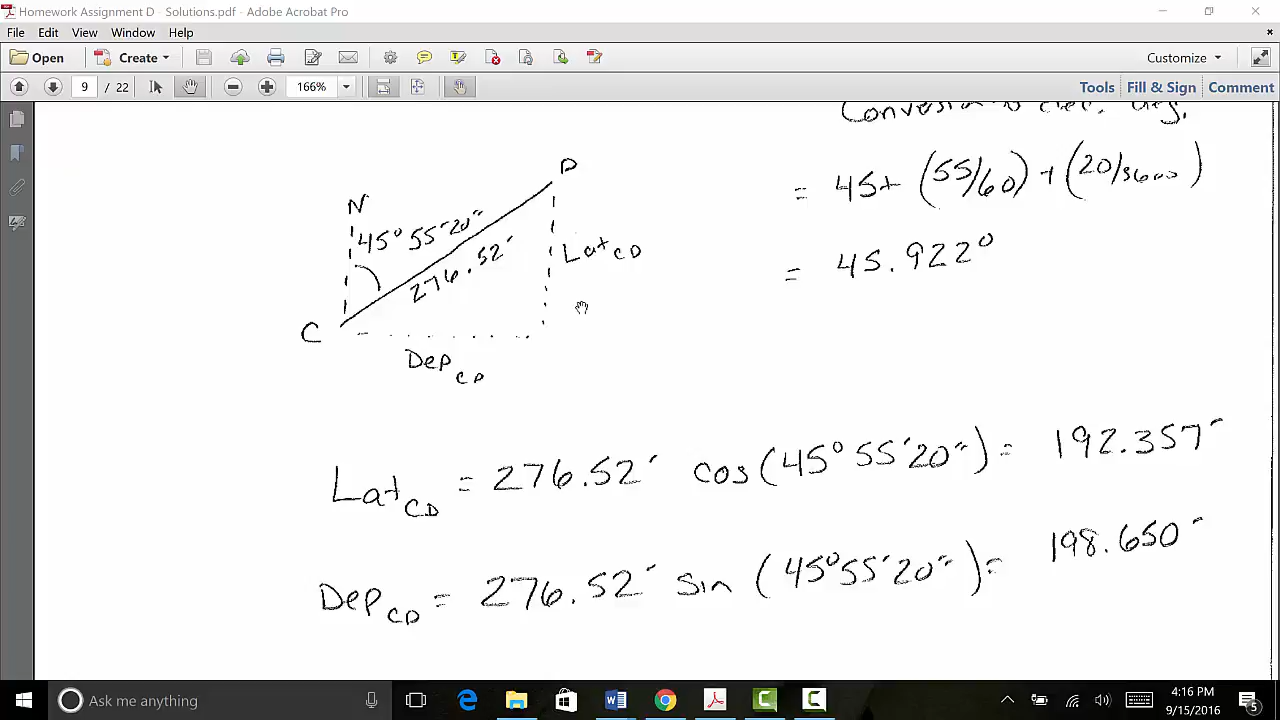 Homework Assignment D - Solutions.pdf - Adobe Acrobat Pro
File Edit View Window Help
Open Create Customize
9 / 22 166% Tools Fill & Sign Comment
= 45+ (55/60) + (20/3600)
= 45.922°
D
N
45° 55' 20"
276.52'
Lat CD
C
Dep CD
Lat CD = 276.52' cos (45° 55' 20") = 192.357'
Dep CD = 276.52' sin (45° 55' 20") = 198.650'
Ask me anything
4:16 PM
9/15/2016
5